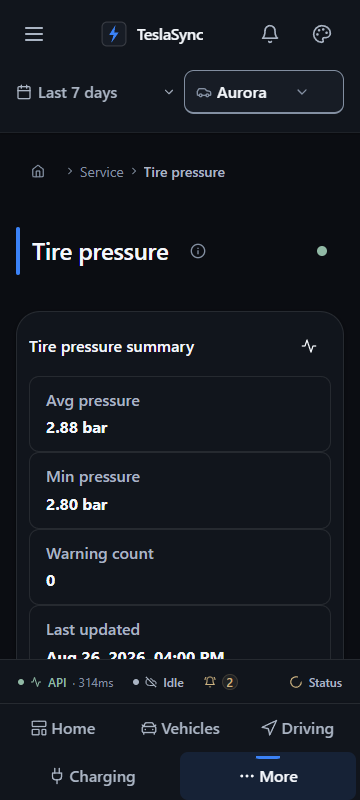 TeslaSync
Last 7 days
Aurora
Service
Tire pressure
Tire pressure
Tire pressure summary
Avg pressure
2.88 bar
Min pressure
2.80 bar
Warning count
0
Last updated
Aug 26, 2026, 04:00 PM
API · 314ms
Idle
2
Status
Home
Vehicles
Driving
Charging
More